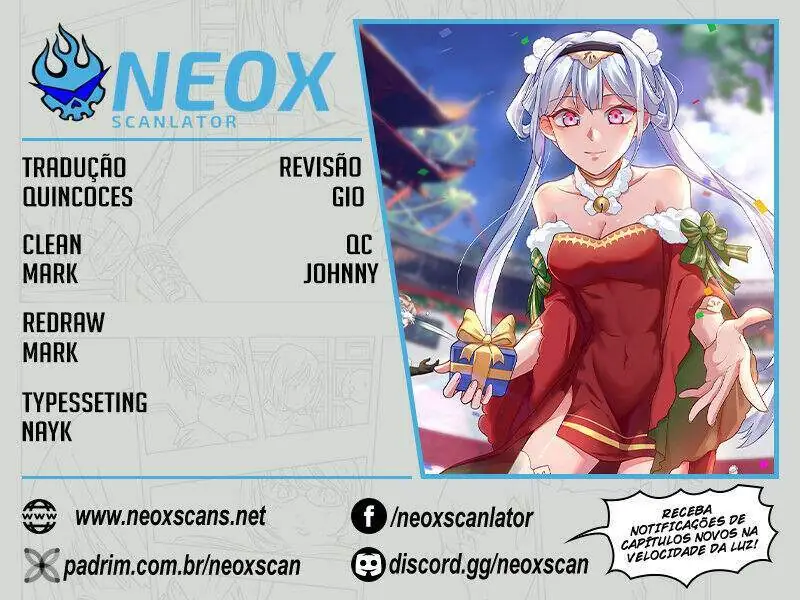 NEOX
SCANLATOR
TRADUÇÃO
QUINCOCES
REVISÃO
GIO
CLEAN
MARK
QC
JOHNNY
REDRAW
MARK
TYPESSETING
NAYK
www
www.neoxscans.net
f /neoxscanlator
padrim.com.br/neoxscan
discord.gg/neoxscan
RECEBA
NOTIFICAÇÕES DE
CAPÍTULOS NOVOS NA
VELOCIDADE DA LUZ!